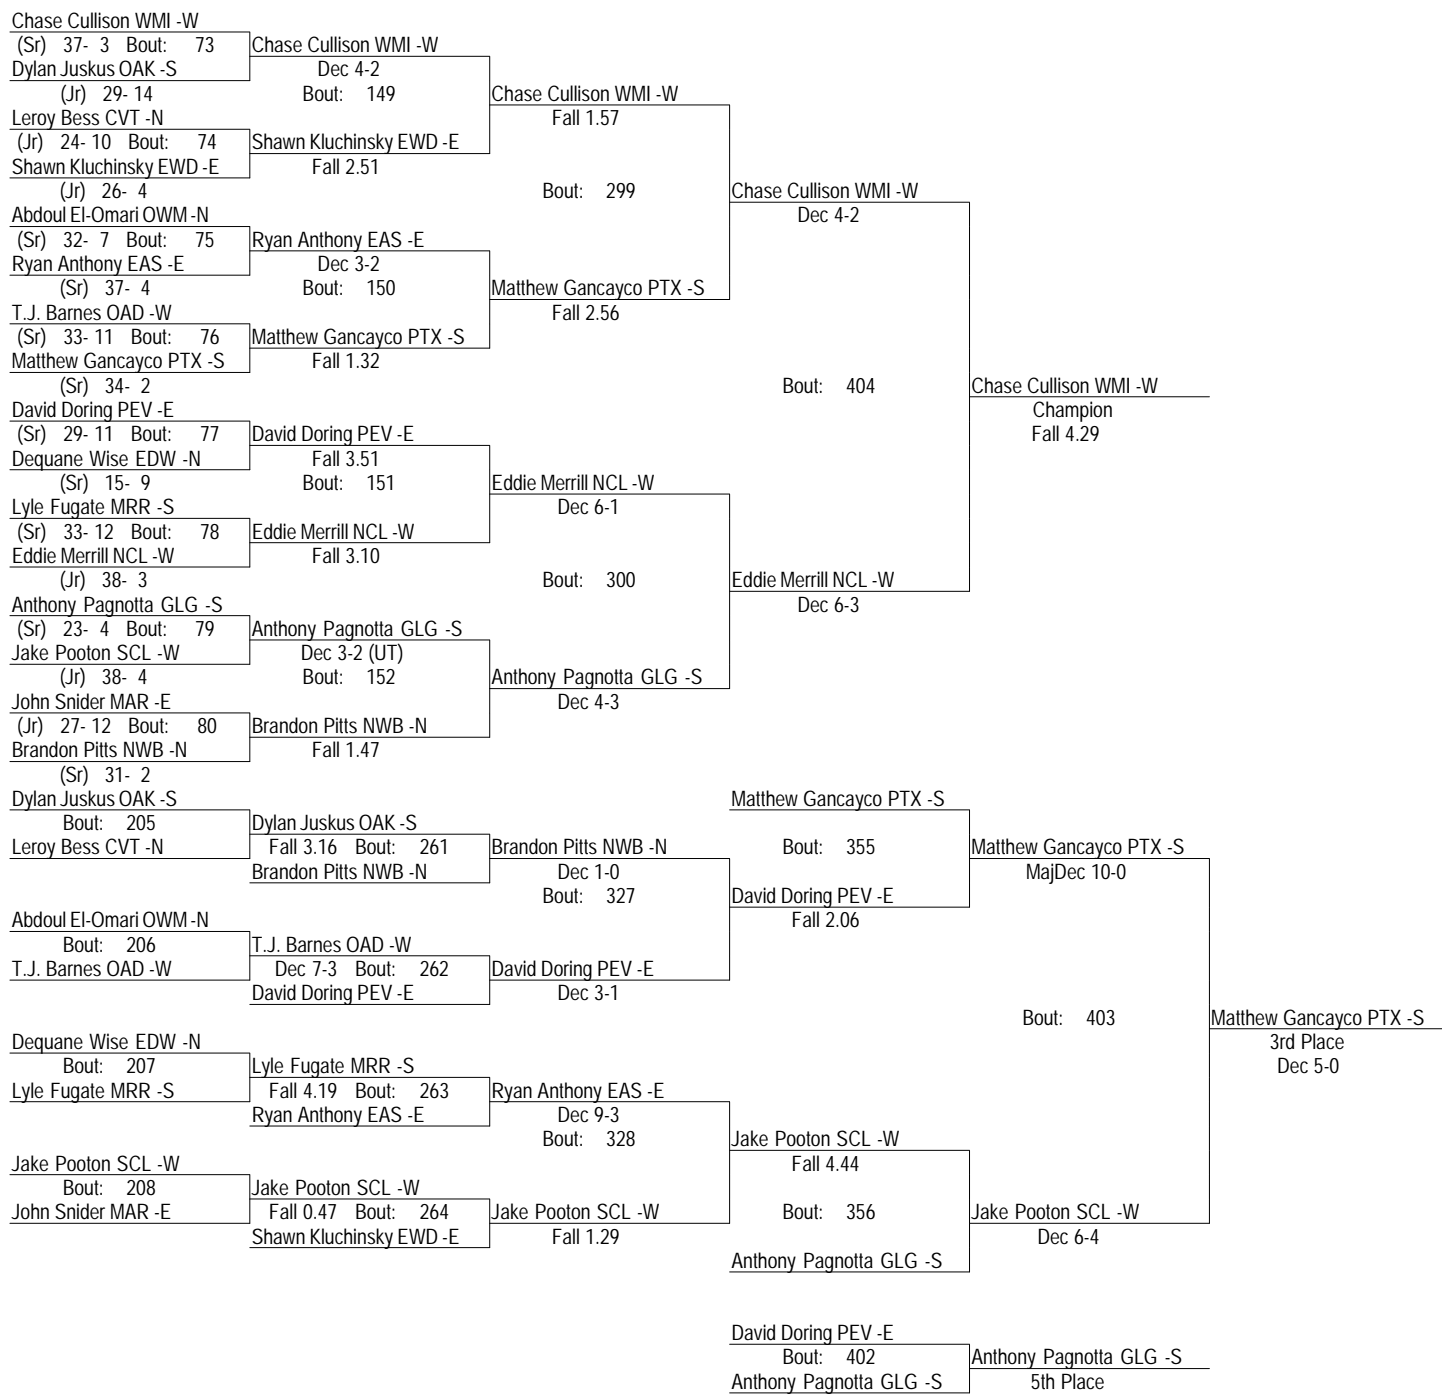 Chase Cullison WMI -W
(Sr) 37- 3 Bout: 73
Dylan Juskus OAK -S
(Jr) 29- 14
Leroy Bess CVT -N
(Jr) 24- 10 Bout: 74
Shawn Kluchinsky EWD -E
(Jr) 26- 4
Abdoul El-Omari OWM -N
(Sr) 32- 7 Bout: 75
Ryan Anthony EAS -E
(Sr) 37- 4
T.J. Barnes OAD -W
(Sr) 33- 11 Bout: 76
Matthew Gancayco PTX -S
(Sr) 34- 2
David Doring PEV -E
(Sr) 29- 11 Bout: 77
Dequane Wise EDW -N
(Sr) 15- 9
Lyle Fugate MRR -S
(Sr) 33- 12 Bout: 78
Eddie Merrill NCL -W
(Jr) 38- 3
Anthony Pagnotta GLG -S
(Sr) 23- 4 Bout: 79
Jake Pooton SCL -W
(Jr) 38- 4
John Snider MAR -E
(Jr) 27- 12 Bout: 80
Brandon Pitts NWB -N
(Sr) 31- 2
Chase Cullison WMI -W
Dec 4-2
Bout: 149
Shawn Kluchinsky EWD -E
Fall 2.51
Ryan Anthony EAS -E
Dec 3-2
Bout: 150
Matthew Gancayco PTX -S
Fall 1.32
David Doring PEV -E
Fall 3.51
Bout: 151
Eddie Merrill NCL -W
Fall 3.10
Anthony Pagnotta GLG -S
Dec 3-2 (UT)
Bout: 152
Brandon Pitts NWB -N
Fall 1.47
Chase Cullison WMI -W
Fall 1.57
Bout: 299
Matthew Gancayco PTX -S
Fall 2.56
Eddie Merrill NCL -W
Dec 6-1
Bout: 300
Anthony Pagnotta GLG -S
Dec 4-3
Chase Cullison WMI -W
Dec 4-2
Bout: 404
Eddie Merrill NCL -W
Dec 6-3
Chase Cullison WMI -W
Champion
Fall 4.29
Dylan Juskus OAK -S
Bout: 205
Leroy Bess CVT -N
Abdoul El-Omari OWM -N
Bout: 206
T.J. Barnes OAD -W
Dequane Wise EDW -N
Bout: 207
Lyle Fugate MRR -S
Jake Pooton SCL -W
Bout: 208
John Snider MAR -E
Dylan Juskus OAK -S
Fall 3.16 Bout: 261
Brandon Pitts NWB -N
T.J. Barnes OAD -W
Dec 7-3 Bout: 262
David Doring PEV -E
Lyle Fugate MRR -S
Fall 4.19 Bout: 263
Ryan Anthony EAS -E
Jake Pooton SCL -W
Fall 0.47 Bout: 264
Shawn Kluchinsky EWD -E
Brandon Pitts NWB -N
Dec 1-0
Bout: 327
David Doring PEV -E
Dec 3-1
Ryan Anthony EAS -E
Dec 9-3
Bout: 328
Jake Pooton SCL -W
Fall 1.29
Matthew Gancayco PTX -S
Bout: 355
David Doring PEV -E
Fall 2.06
Jake Pooton SCL -W
Fall 4.44
Bout: 356
Anthony Pagnotta GLG -S
Matthew Gancayco PTX -S
MajDec 10-0
Bout: 403
Jake Pooton SCL -W
Dec 6-4
Matthew Gancayco PTX -S
3rd Place
Dec 5-0
David Doring PEV -E
Bout: 402
Anthony Pagnotta GLG -S
Anthony Pagnotta GLG -S
5th Place